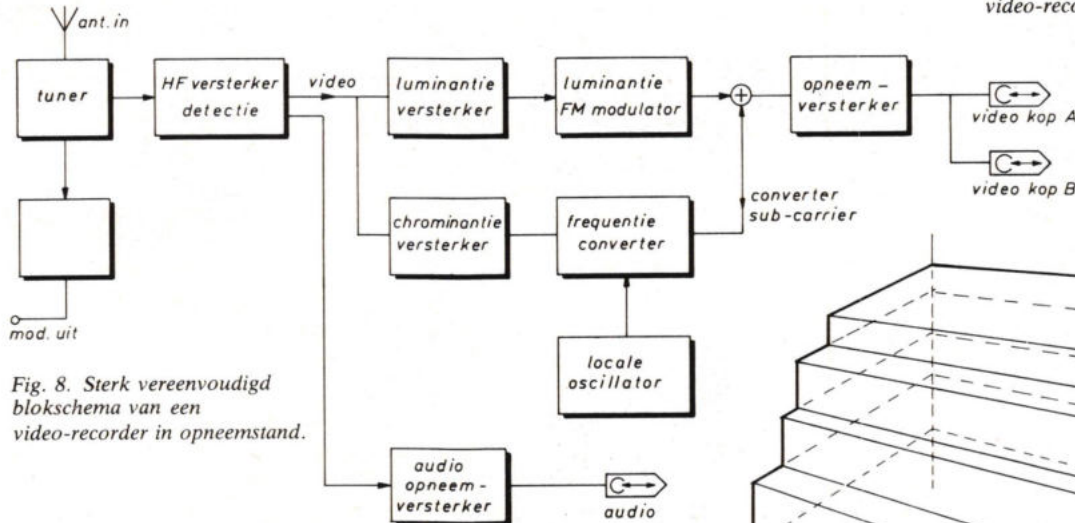 video-reco
ant. in
tuner
HF versterker
detectie
video
luminantie
versterker
luminantie
FM modulator
opneem-
versterker
video kop A
video kop B
chrominantie
versterker
frequentie
converter
converter
sub-carrier
mod. uit
locale
oscillator
Fig. 8. Sterk vereenvoudigd
blokschema van een
video-recorder in opneemstand.
audio
opneem-
versterker
audio